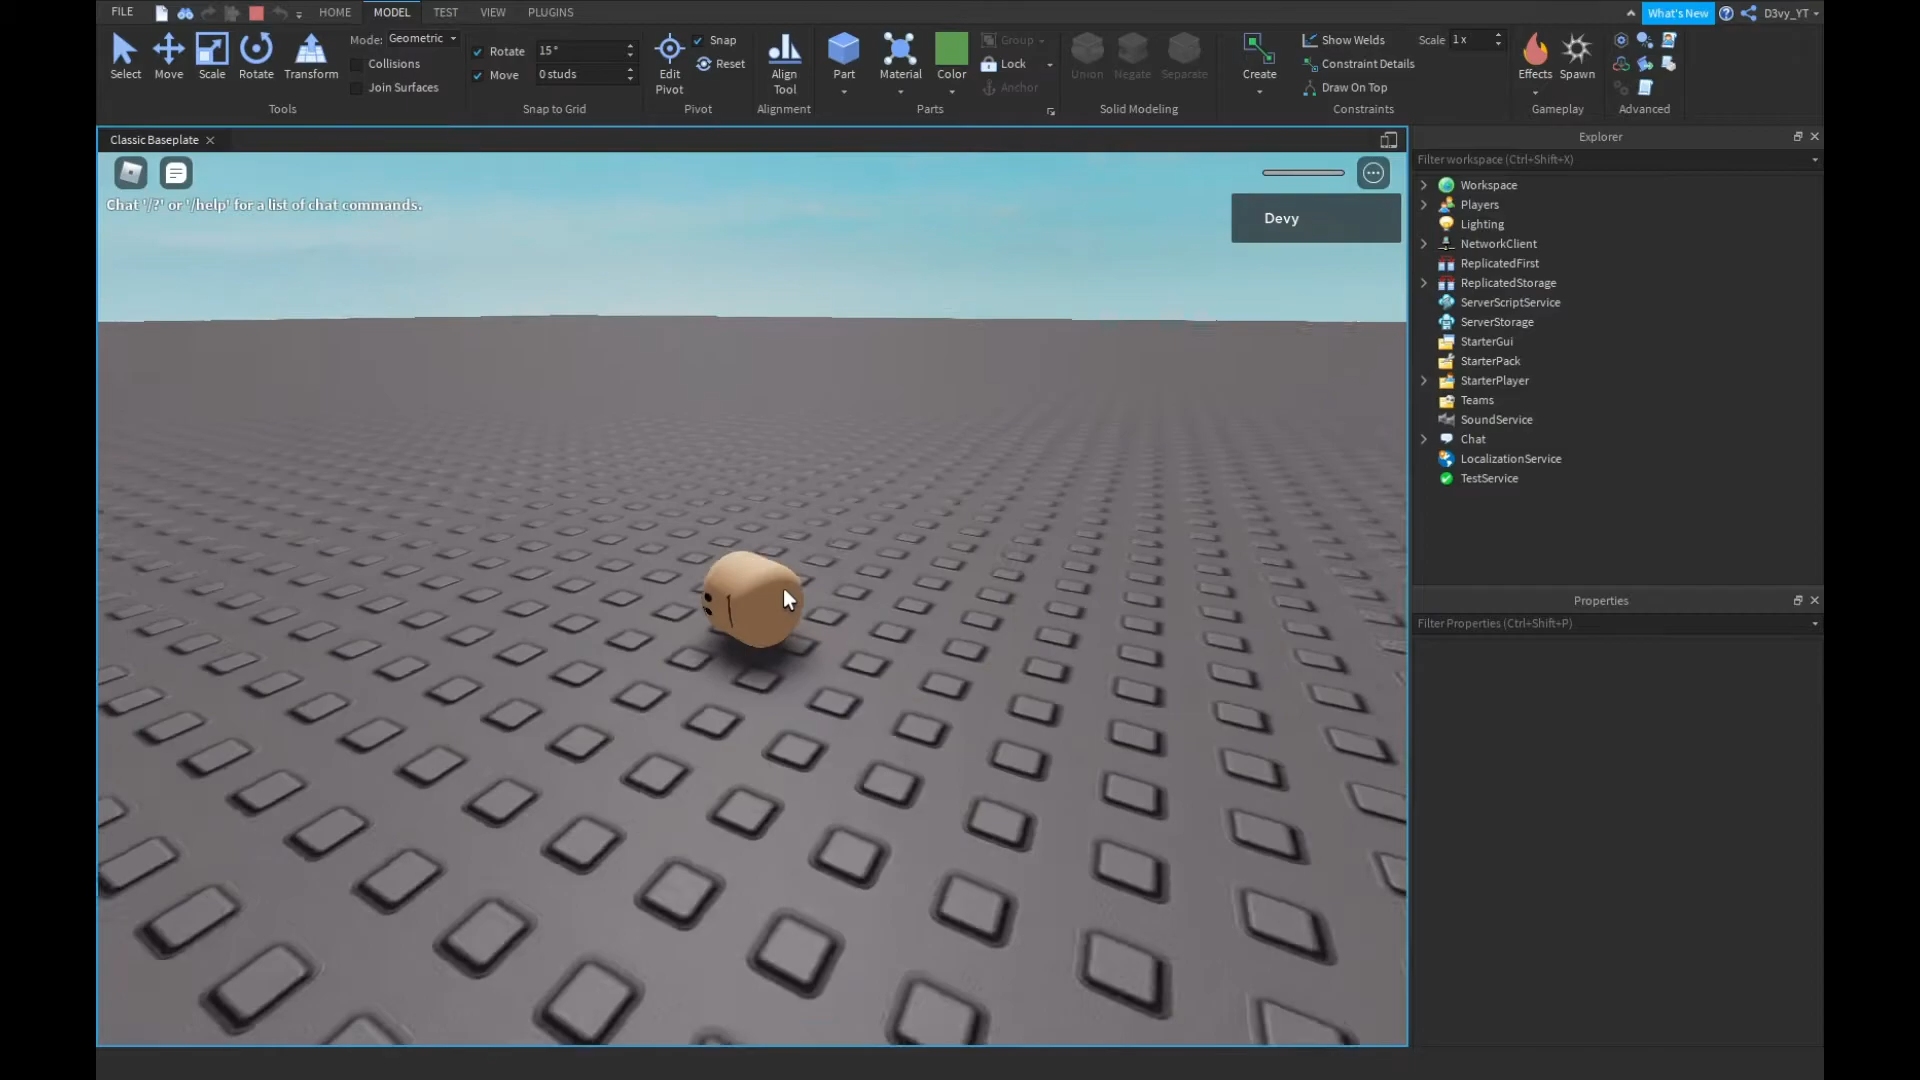 FILE HOME MODEL TEST VIEW PLUGINS What's New D3vy_YT
Select Move Scale Rotate Transform
Mode: Geometric
Collisions
Join Surfaces
Tools
Rotate 15°
Move 0 studs
Snap to Grid
Edit Pivot
Snap
Reset
Pivot
Align Tool
Alignment
Part Material Color
Group
Lock
Anchor
Parts
Union Negate Separate
Solid Modeling
Create
Show Welds
Constraint Details
Draw On Top
Scale 1 x
Constraints
Effects Spawn
Gameplay
Advanced
Classic Baseplate
Chat '/?' or '/help' for a list of chat commands.
Devy
Explorer
Filter workspace (Ctrl+Shift+X)
Workspace
Players
Lighting
NetworkClient
ReplicatedFirst
ReplicatedStorage
ServerScriptService
ServerStorage
StarterGui
StarterPack
StarterPlayer
Teams
SoundService
Chat
LocalizationService
TestService
Properties
Filter Properties (Ctrl+Shift+P)